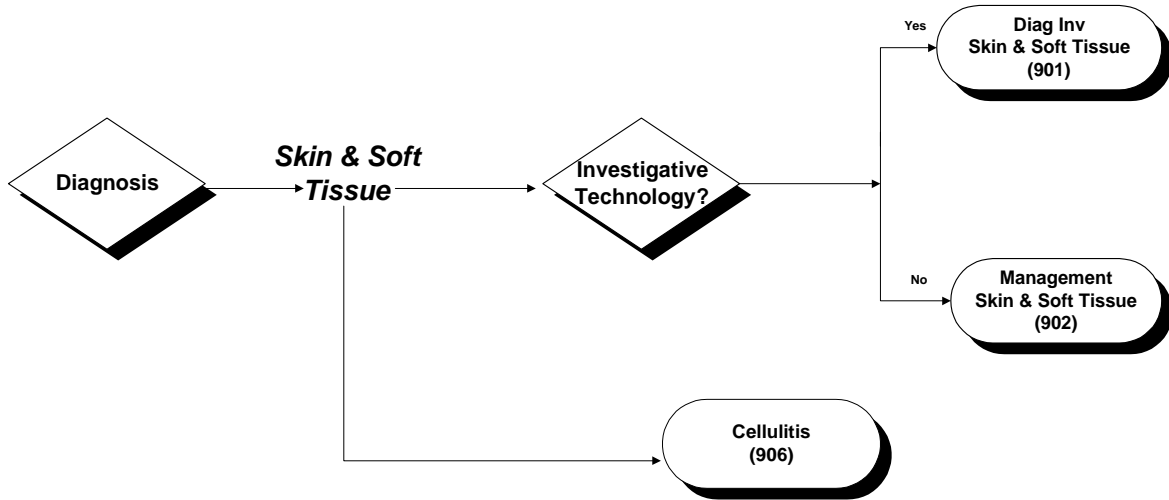 Diagnosis
Skin & Soft
Tissue
Investigative
Technology?
Yes
Diag Inv
Skin & Soft Tissue
(901)
No
Management
Skin & Soft Tissue
(902)
Cellulitis
(906)